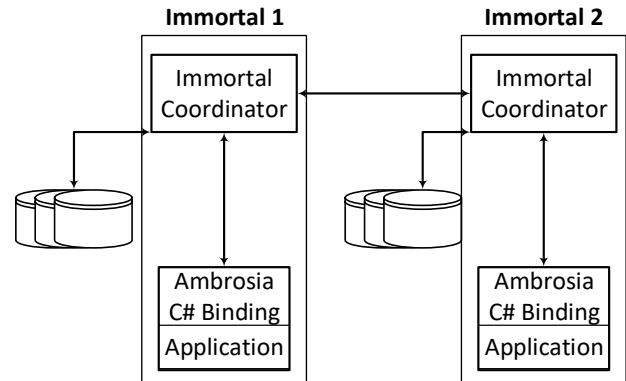 Immortal 1
Immortal
Coordinator
Ambrosia
C# Binding
Application
Immortal 2
Immortal
Coordinator
Ambrosia
C# Binding
Application